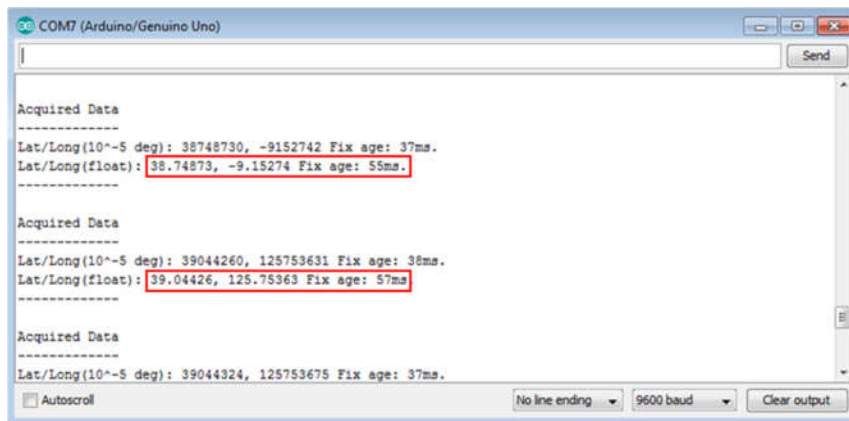 COM7 (Arduino/Genuino Uno)
Send
Acquired Data
-------------
Lat/Long(10^-5 deg): 38748730, -9152742 Fix age: 37ms.
Lat/Long(float): 38.74873, -9.15274 Fix age: 55ms.
-------------
Acquired Data
-------------
Lat/Long(10^-5 deg): 39044260, 125753631 Fix age: 38ms.
Lat/Long(float): 39.04426, 125.75363 Fix age: 57ms.
-------------
Acquired Data
-------------
Lat/Long(10^-5 deg): 39044324, 125753675 Fix age: 37ms.
Autoscroll No line ending 9600 baud Clear output